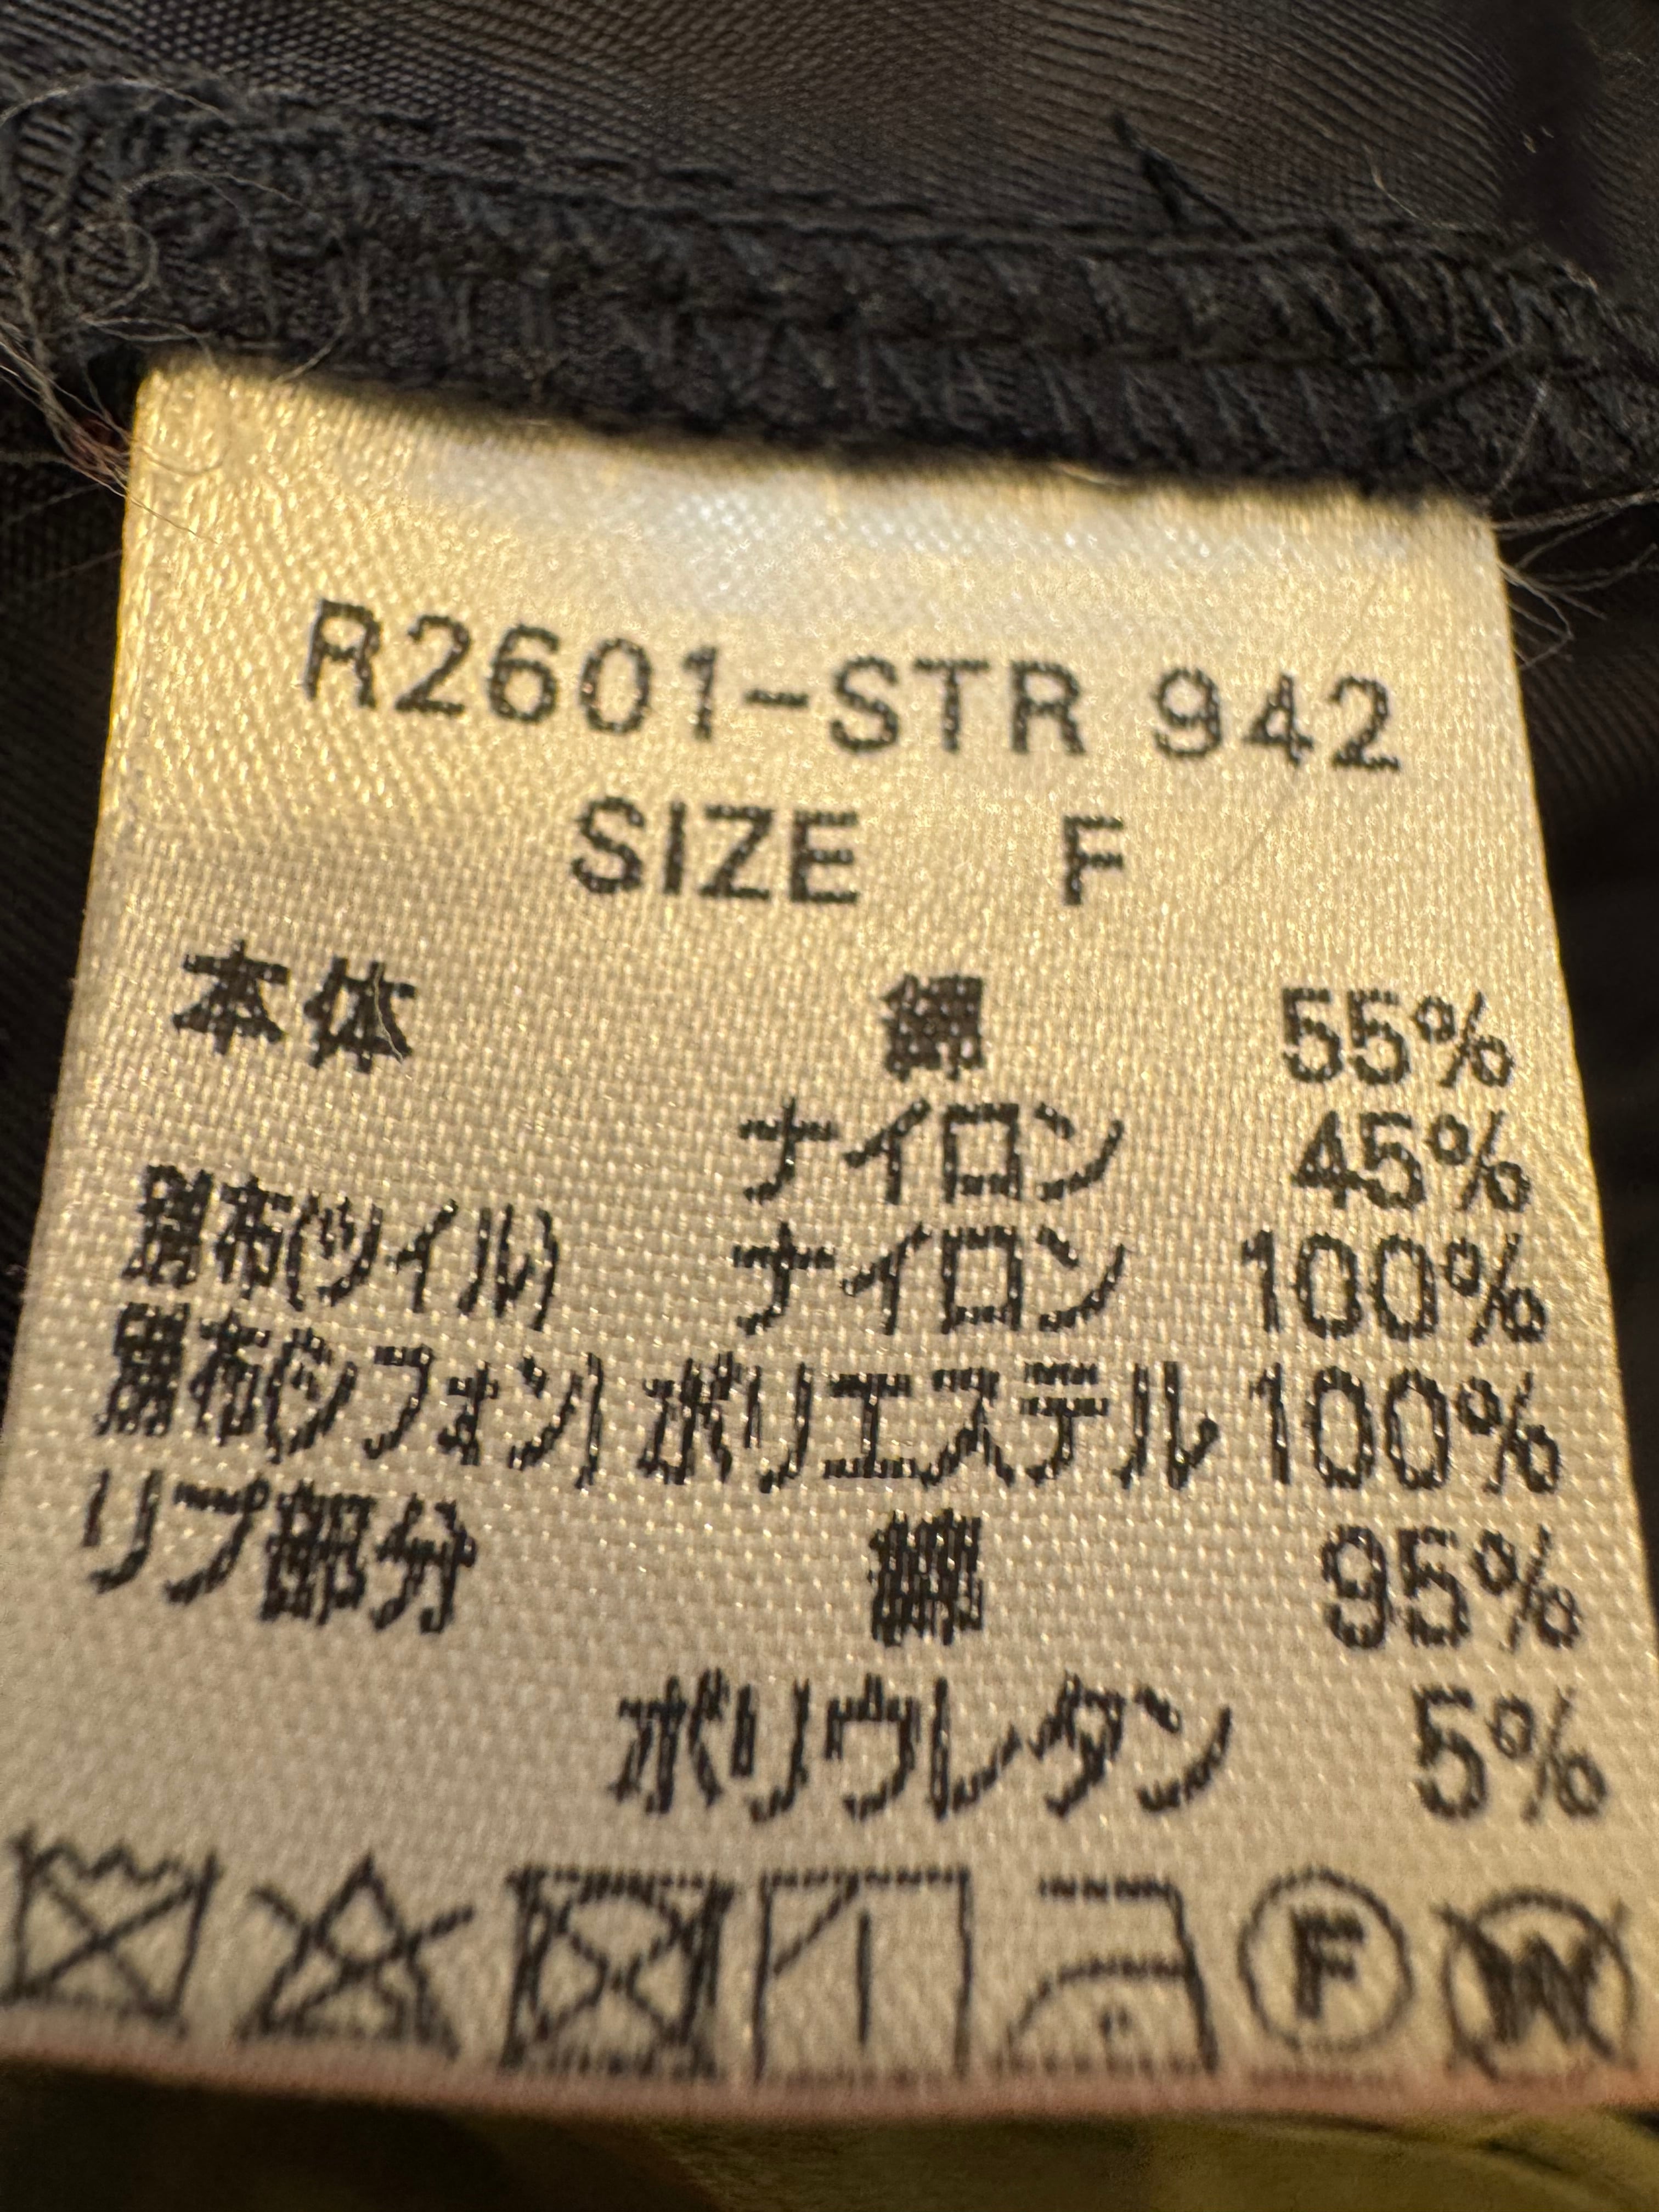 R2601-STR 942
SIZE F
本体 綿 55%
ナイロン 45%
別布(ツイル) ナイロン 100%
別布(シフォン) ポリエステル 100%
リブ部分 綿 95%
ポリウレタン 5%
F W